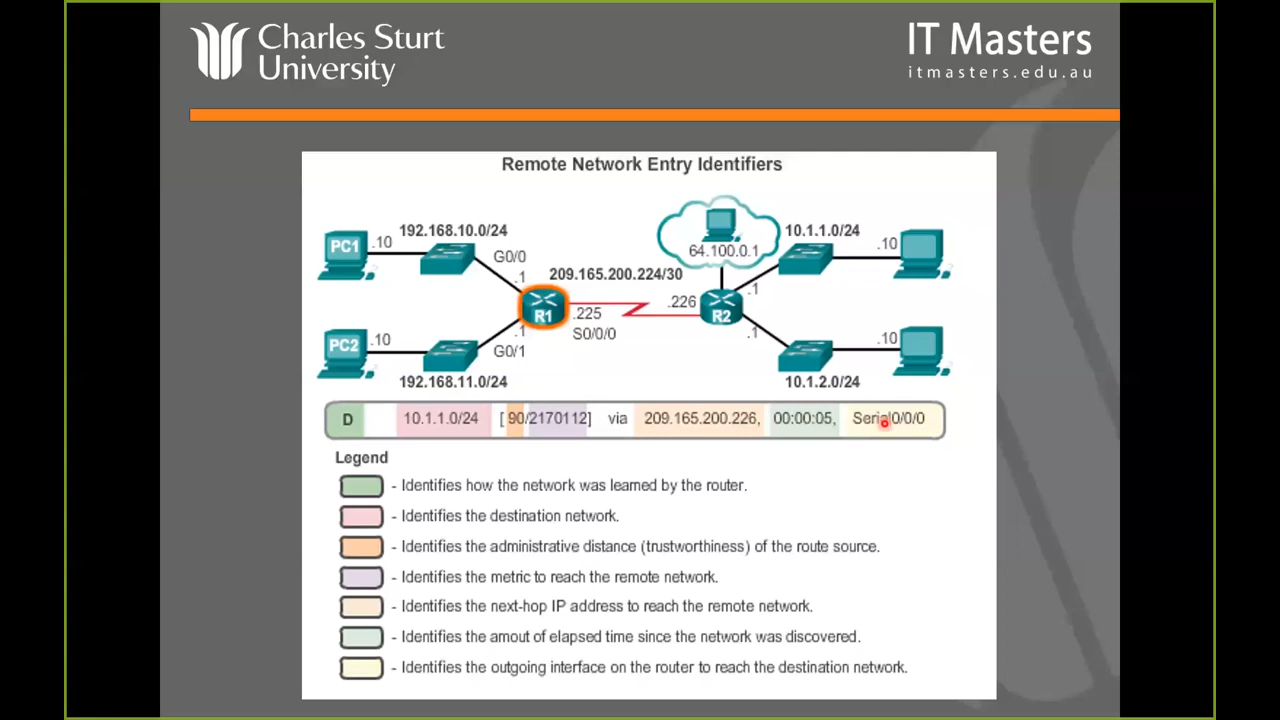 Charles Sturt
University
IT Masters
itmasters.edu.au
Remote Network Entry Identifiers
192.168.10.0/24
PC1
.10
G0/0
.1
209.165.200.224/30
64.100.0.1
10.1.1.0/24
.10
.1
R1
.225
S0/0/0
.226
R2
PC2
.10
.1
G0/1
192.168.11.0/24
.1
.10
10.1.2.0/24
D 10.1.1.0/24 [ 90/2170112] via 209.165.200.226, 00:00:05, Serial0/0/0
Legend
- Identifies how the network was learned by the router.
- Identifies the destination network.
- Identifies the administrative distance (trustworthiness) of the route source.
- Identifies the metric to reach the remote network.
- Identifies the next-hop IP address to reach the remote network.
- Identifies the amout of elapsed time since the network was discovered.
- Identifies the outgoing interface on the router to reach the destination network.